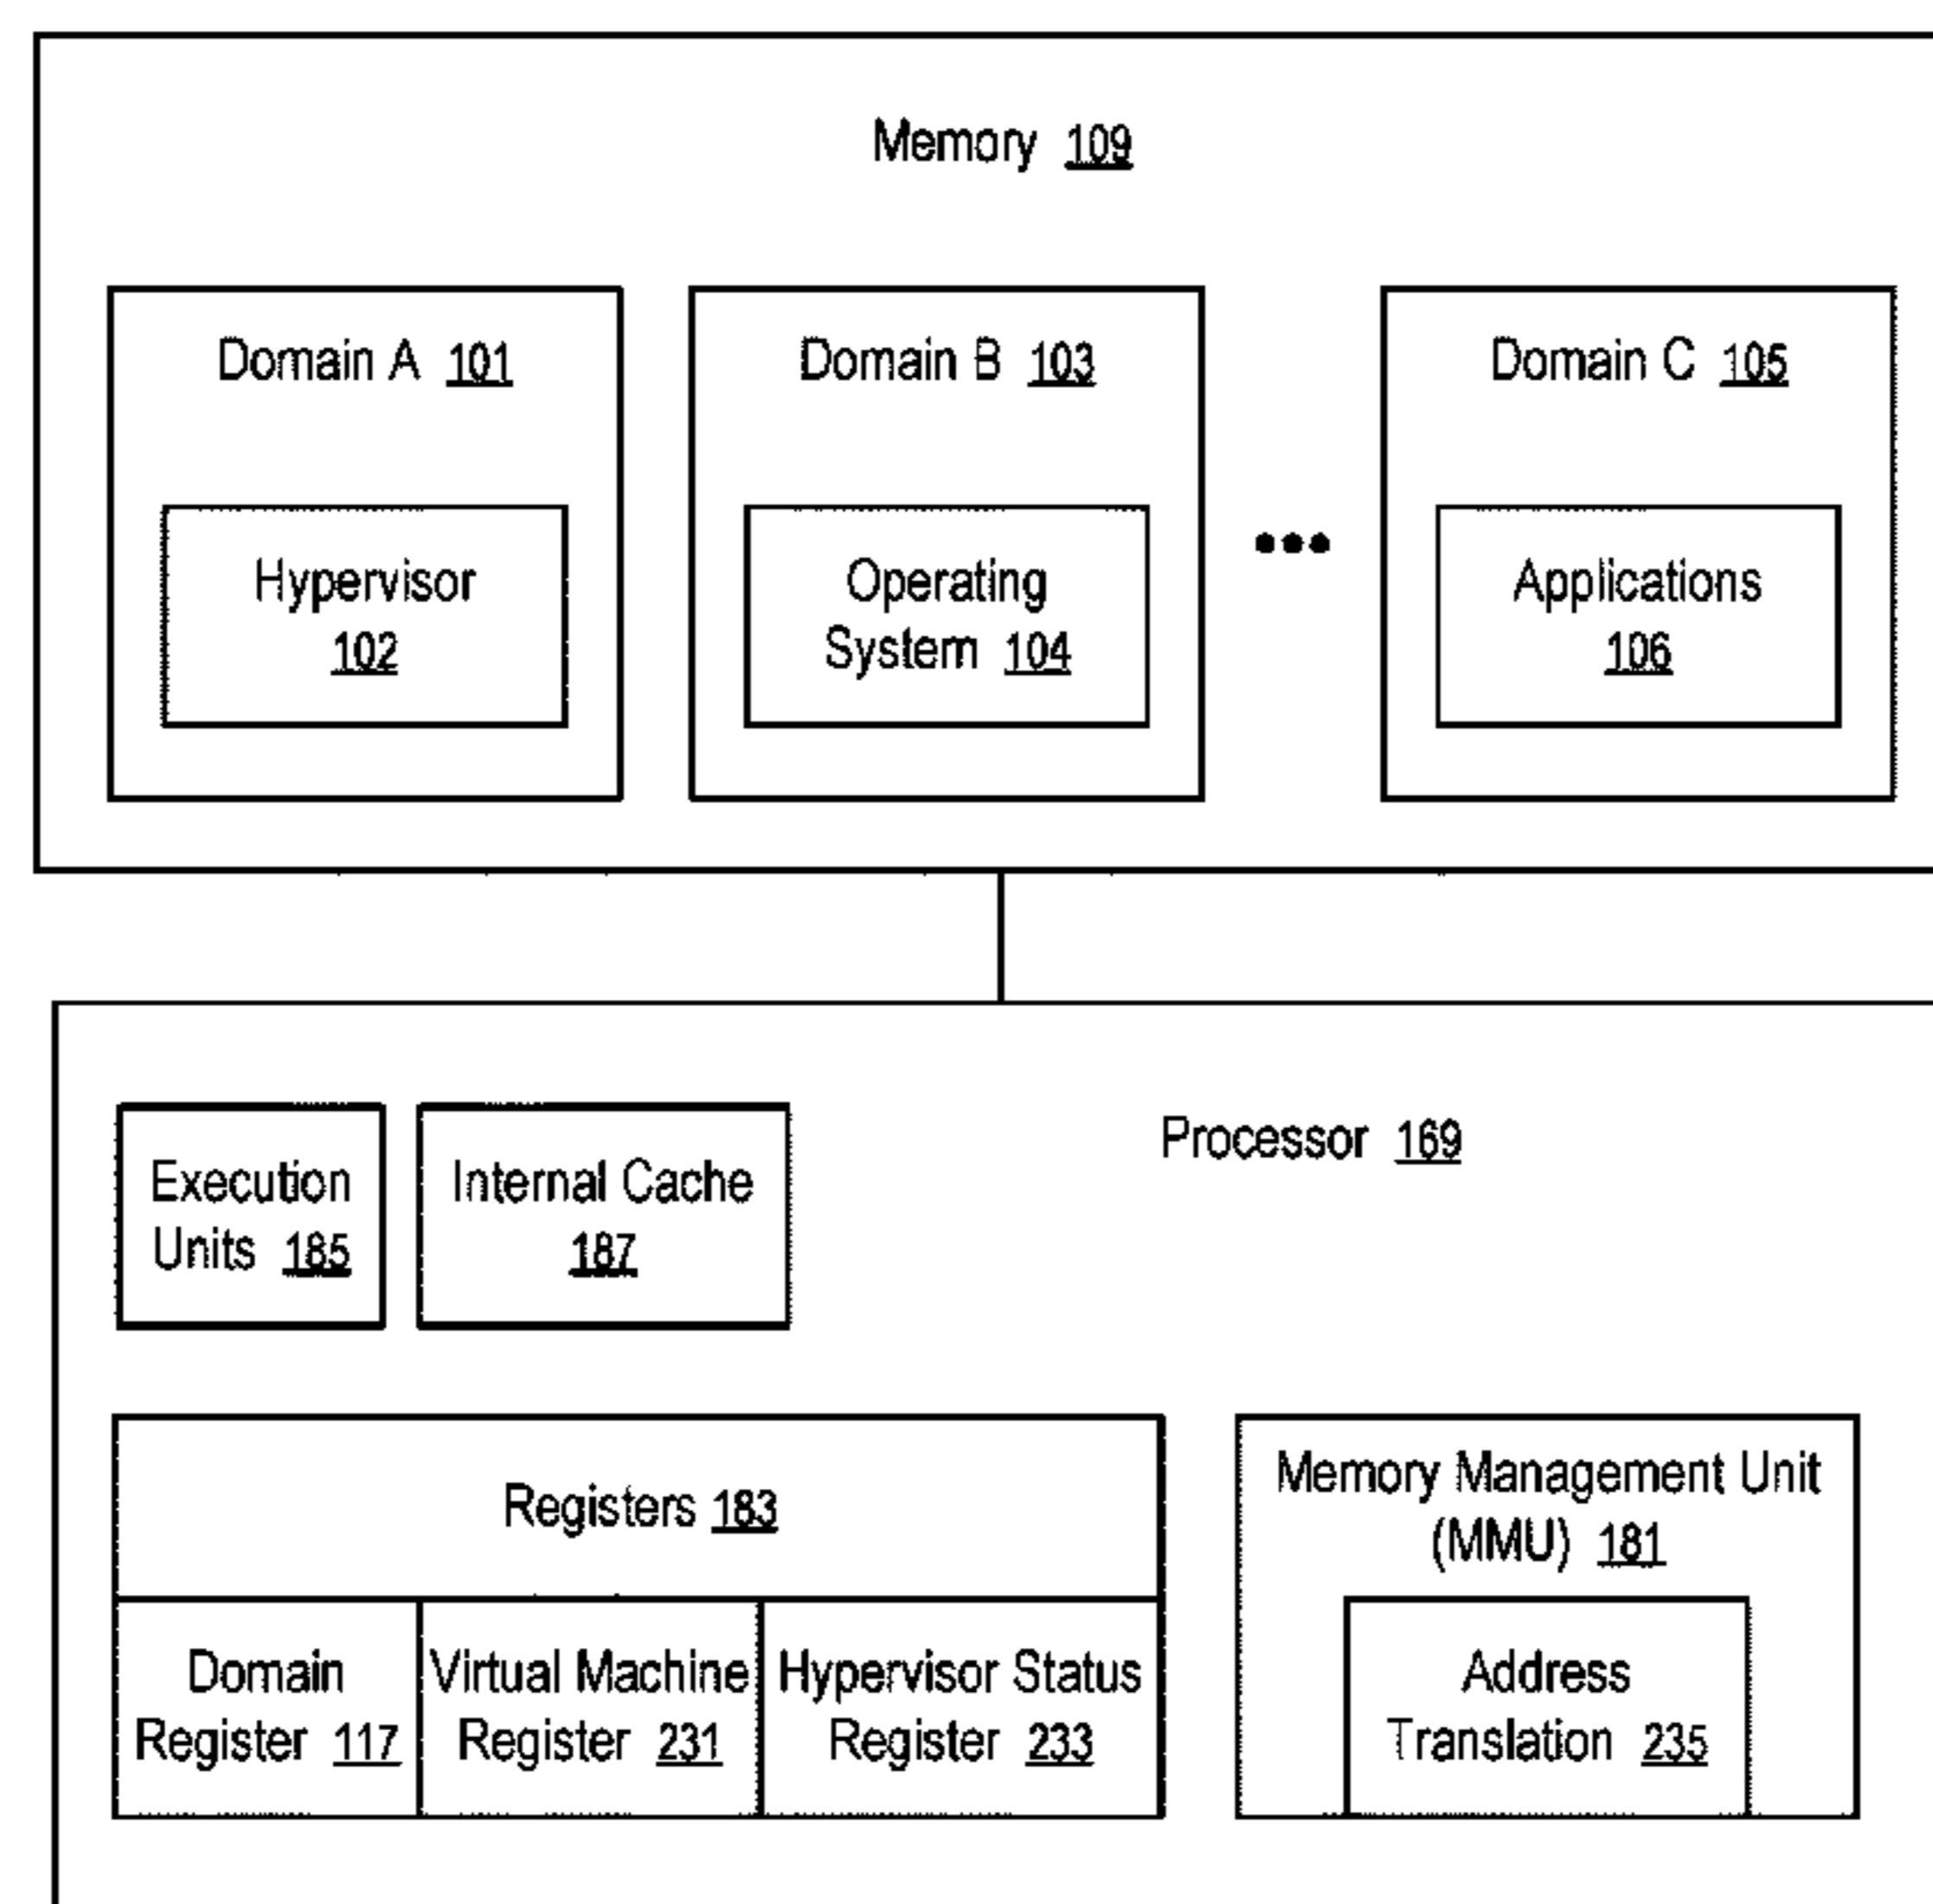 Memory 109
Domain A 101
Domain B 103
Domain C 105
Hypervisor
102
Operating
System 104
Applications
106
Processor 169
Execution
Units 185
Internal Cache
187
Registers 183
Domain
Register 117
Virtual Machine
Register 231
Hypervisor Status
Register 233
Memory Management Unit
(MMU) 181
Address
Translation 235